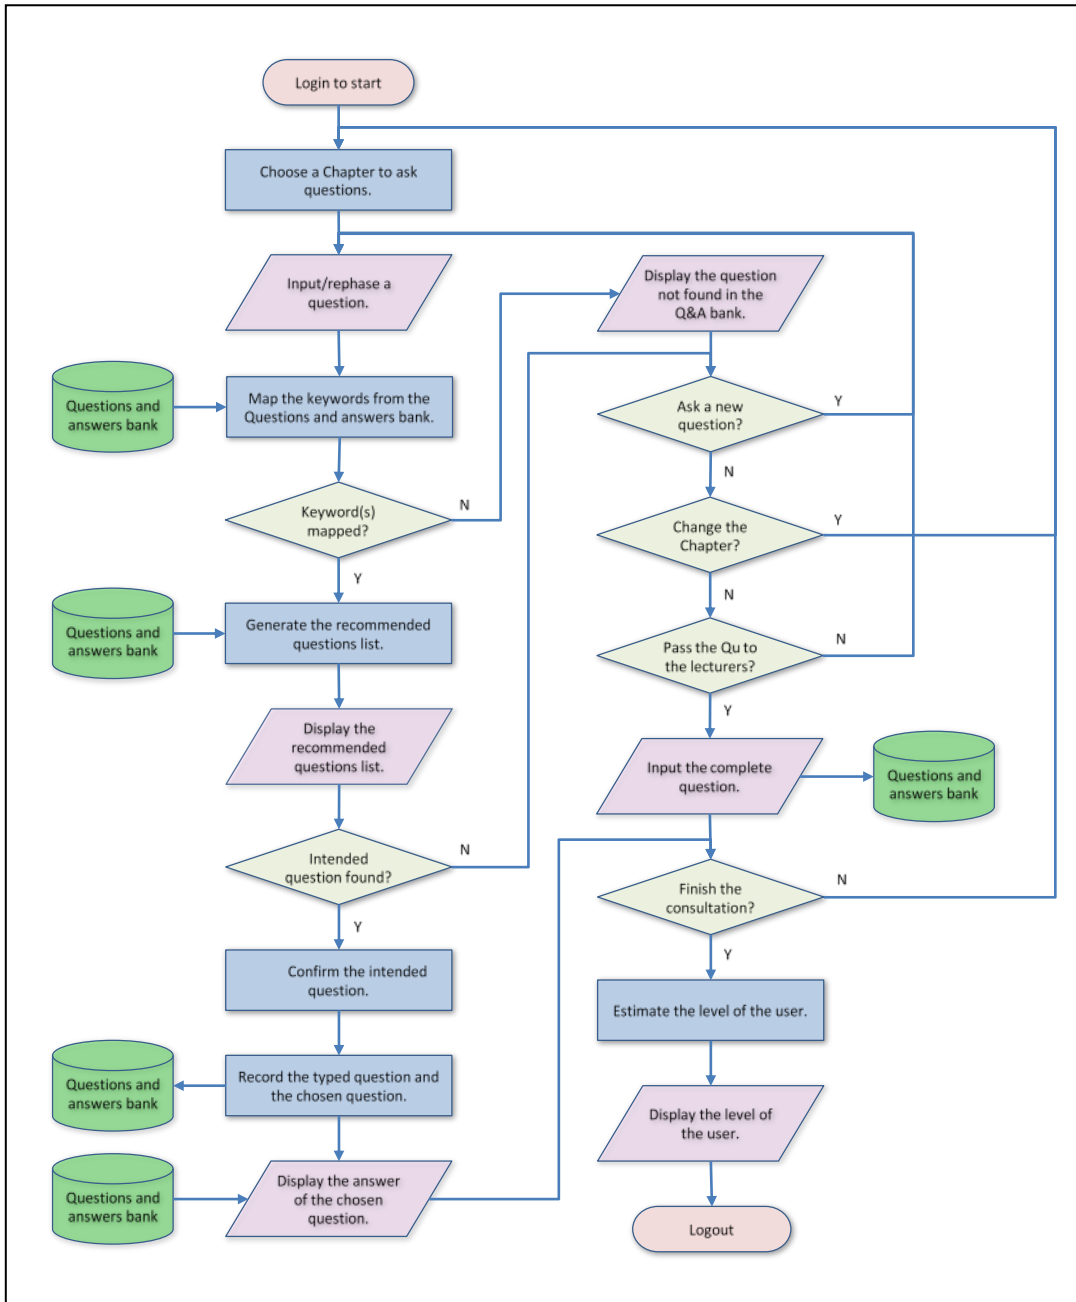 Login to start
Choose a Chapter to ask
questions.
Input/rephase a
question.
Questions and
answers bank
Map the keywords from the
Questions and answers bank.
Keyword(s)
mapped?
N
Y
Questions and
answers bank
Generate the recommended
questions list.
Display the
recommended
questions list.
Intended
question found?
N
Y
Confirm the intended
question.
Questions and
answers bank
Record the typed question and
the chosen question.
Questions and
answers bank
Display the answer
of the chosen
question.
Display the question
not found in the
Q&A bank.
Ask a new
question?
Y
N
Change the
Chapter?
Y
N
Pass the Qu to
the lecturers?
N
Y
Input the complete
question.
Questions and
answers bank
Finish the
consultation?
N
Y
Estimate the level of the user.
Display the level of
the user.
Logout